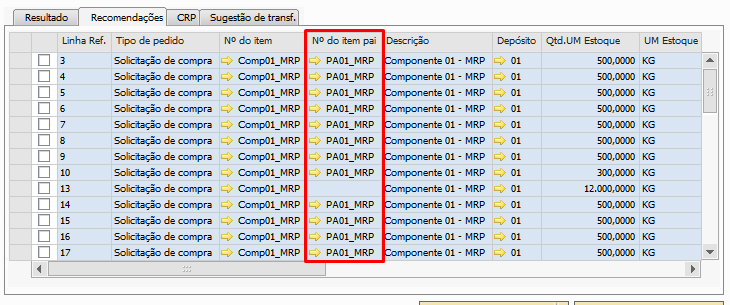 Resultado Recomendações CRP Sugestão de transf.
Linha Ref. Tipo de pedido Nº do item Nº do item pai Descrição Depósito Qtd.UM Estoque UM Estoque
3 Solicitação de compra Comp01_MRP PA01_MRP Componente 01 - MRP 01 500,0000 KG
4 Solicitação de compra Comp01_MRP PA01_MRP Componente 01 - MRP 01 500,0000 KG
5 Solicitação de compra Comp01_MRP PA01_MRP Componente 01 - MRP 01 500,0000 KG
6 Solicitação de compra Comp01_MRP PA01_MRP Componente 01 - MRP 01 500,0000 KG
7 Solicitação de compra Comp01_MRP PA01_MRP Componente 01 - MRP 01 500,0000 KG
8 Solicitação de compra Comp01_MRP PA01_MRP Componente 01 - MRP 01 500,0000 KG
9 Solicitação de compra Comp01_MRP PA01_MRP Componente 01 - MRP 01 500,0000 KG
10 Solicitação de compra Comp01_MRP PA01_MRP Componente 01 - MRP 01 300,0000 KG
13 Solicitação de compra Comp01_MRP Componente 01 - MRP 01 12.000,0000 KG
14 Solicitação de compra Comp01_MRP PA01_MRP Componente 01 - MRP 01 500,0000 KG
15 Solicitação de compra Comp01_MRP PA01_MRP Componente 01 - MRP 01 500,0000 KG
16 Solicitação de compra Comp01_MRP PA01_MRP Componente 01 - MRP 01 500,0000 KG
17 Solicitação de compra Comp01_MRP PA01_MRP Componente 01 - MRP 01 500,0000 KG